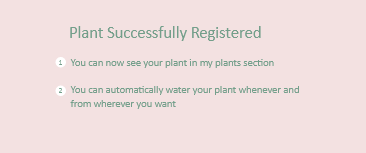 Plant Successfully Registered
1 You can now see your plant in my plants section
2 You can automatically water your plant whenever and
from wherever you want